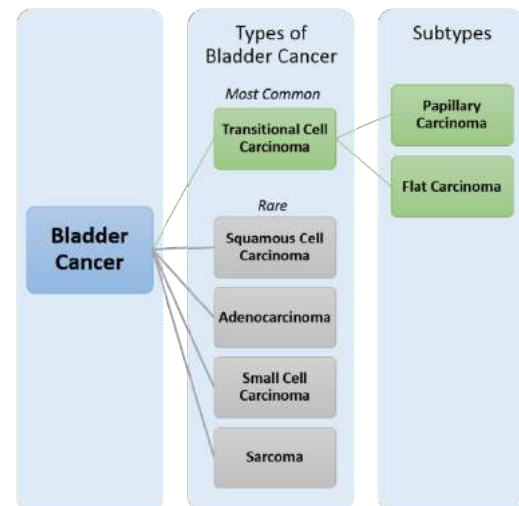 Types of
Bladder Cancer
Subtypes
Most Common
Transitional Cell
Carcinoma
Papillary
Carcinoma
Flat Carcinoma
Rare
Bladder
Cancer
Squamous Cell
Carcinoma
Adenocarcinoma
Small Cell
Carcinoma
Sarcoma